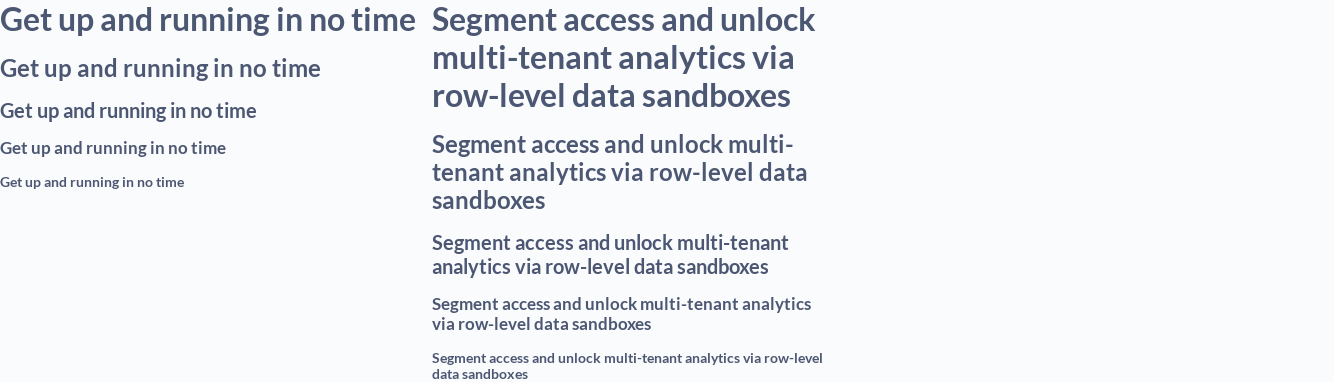 Get up and running in no time
Get up and running in no time
Get up and running in no time
Get up and running in no time
Get up and running in no time
Segment access and unlock
multi-tenant analytics via
row-level data sandboxes
Segment access and unlock multi-
tenant analytics via row-level data
sandboxes
Segment access and unlock multi-tenant
analytics via row-level data sandboxes
Segment access and unlock multi-tenant analytics
via row-level data sandboxes
Segment access and unlock multi-tenant analytics via row-level
data sandboxes